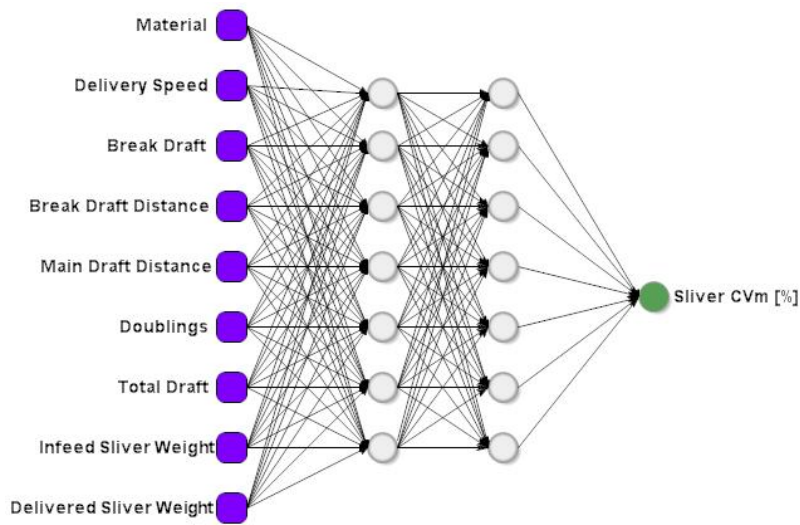 Material
Delivery Speed
Break Draft
Break Draft Distance
Main Draft Distance
Doublings
Total Draft
Infeed Sliver Weight
Delivered Sliver Weight
Sliver CVm [%]